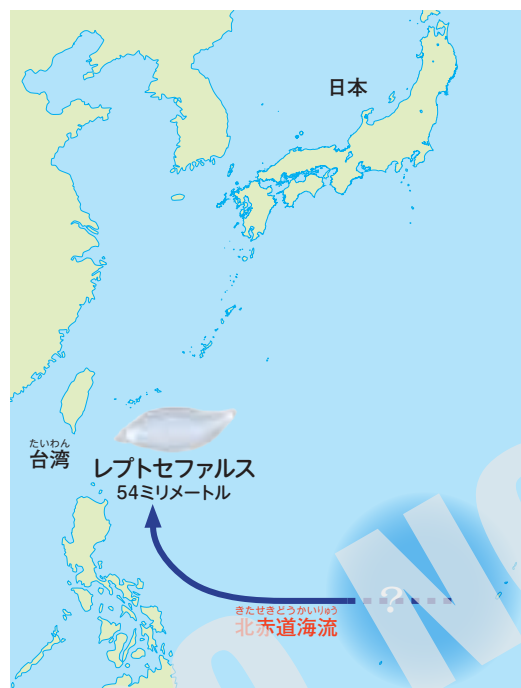 日本
たいわん
台湾
レプトセファルス
54ミリメートル
?
きたせきどうかいりゅう
北赤道海流